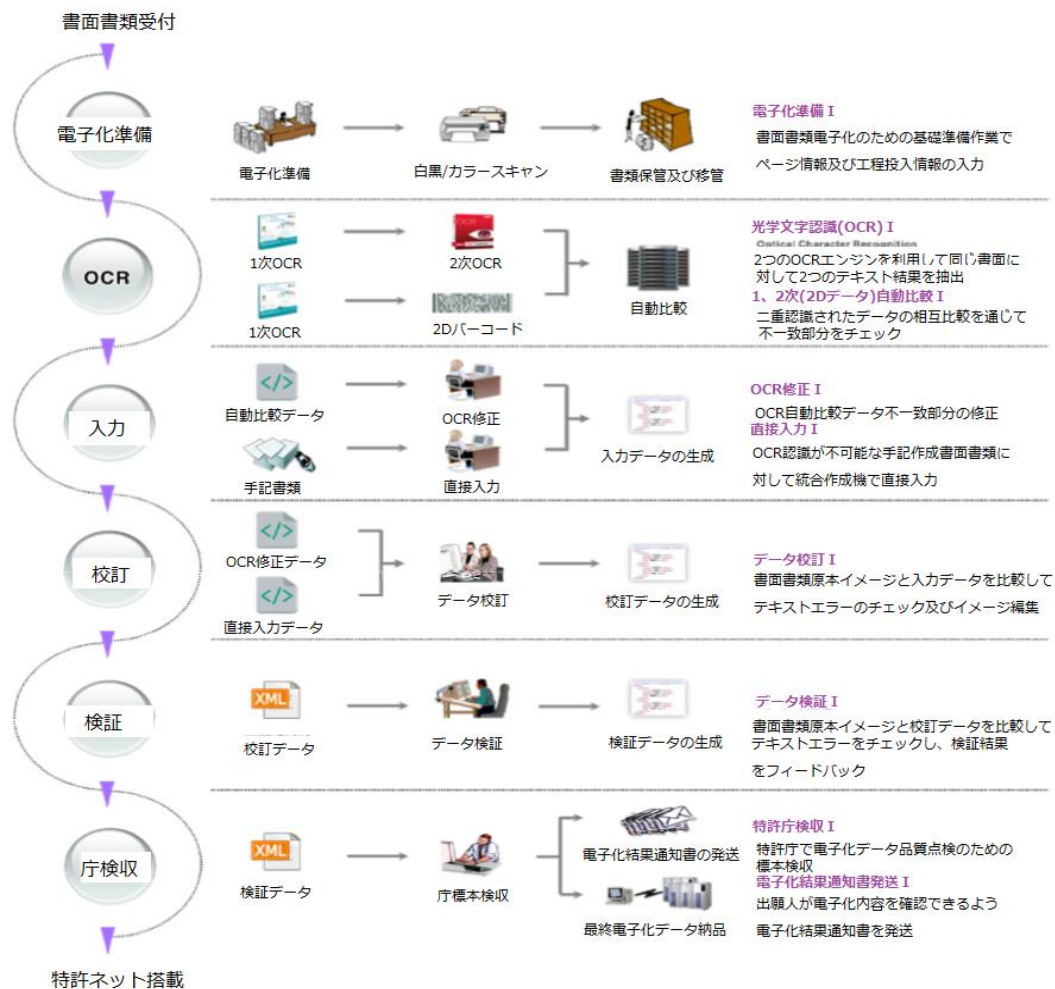 書面書類受付
電子化準備
電子化準備
白黒/カラースキャン
書類保管及び移管
電子化準備 I
書面書類電子化のための基礎準備作業で
ページ情報及び工程投入情報の入力
OCR
1次OCR
2次OCR
1次OCR
2Dバーコード
自動比較
光学文字認識(OCR) I
Optical Character Recognition
2つのOCRエンジンを利用して同じ書面に
対して2つのテキスト結果を抽出
1、2次(2Dデータ)自動比較 I
二重認識されたデータの相互比較を通じて
不一致部分をチェック
入力
</>
自動比較データ
OCR修正
手記書類
直接入力
入力データの生成
OCR修正 I
OCR自動比較データ不一致部分の修正
直接入力 I
OCR認識が不可能な手記作成書面書類に
対して統合作成機で直接入力
校訂
</>
OCR修正データ
</>
直接入力データ
データ校訂
校訂データの生成
データ校訂 I
書面書類原本イメージと入力データを比較して
テキストエラーのチェック及びイメージ編集
検証
XML
校訂データ
データ検証
検証データの生成
データ検証 I
書面書類原本イメージと校訂データを比較して
テキストエラーをチェックし、検証結果
をフィードバック
庁検収
XML
検証データ
庁標本検収
電子化結果通知書の発送
最終電子化データ納品
特許庁検収 I
特許庁で電子化データ品質点検のための
標本検収
電子化結果通知書発送 I
出願人が電子化内容を確認できるよう
電子化結果通知書を発送
特許ネット搭載